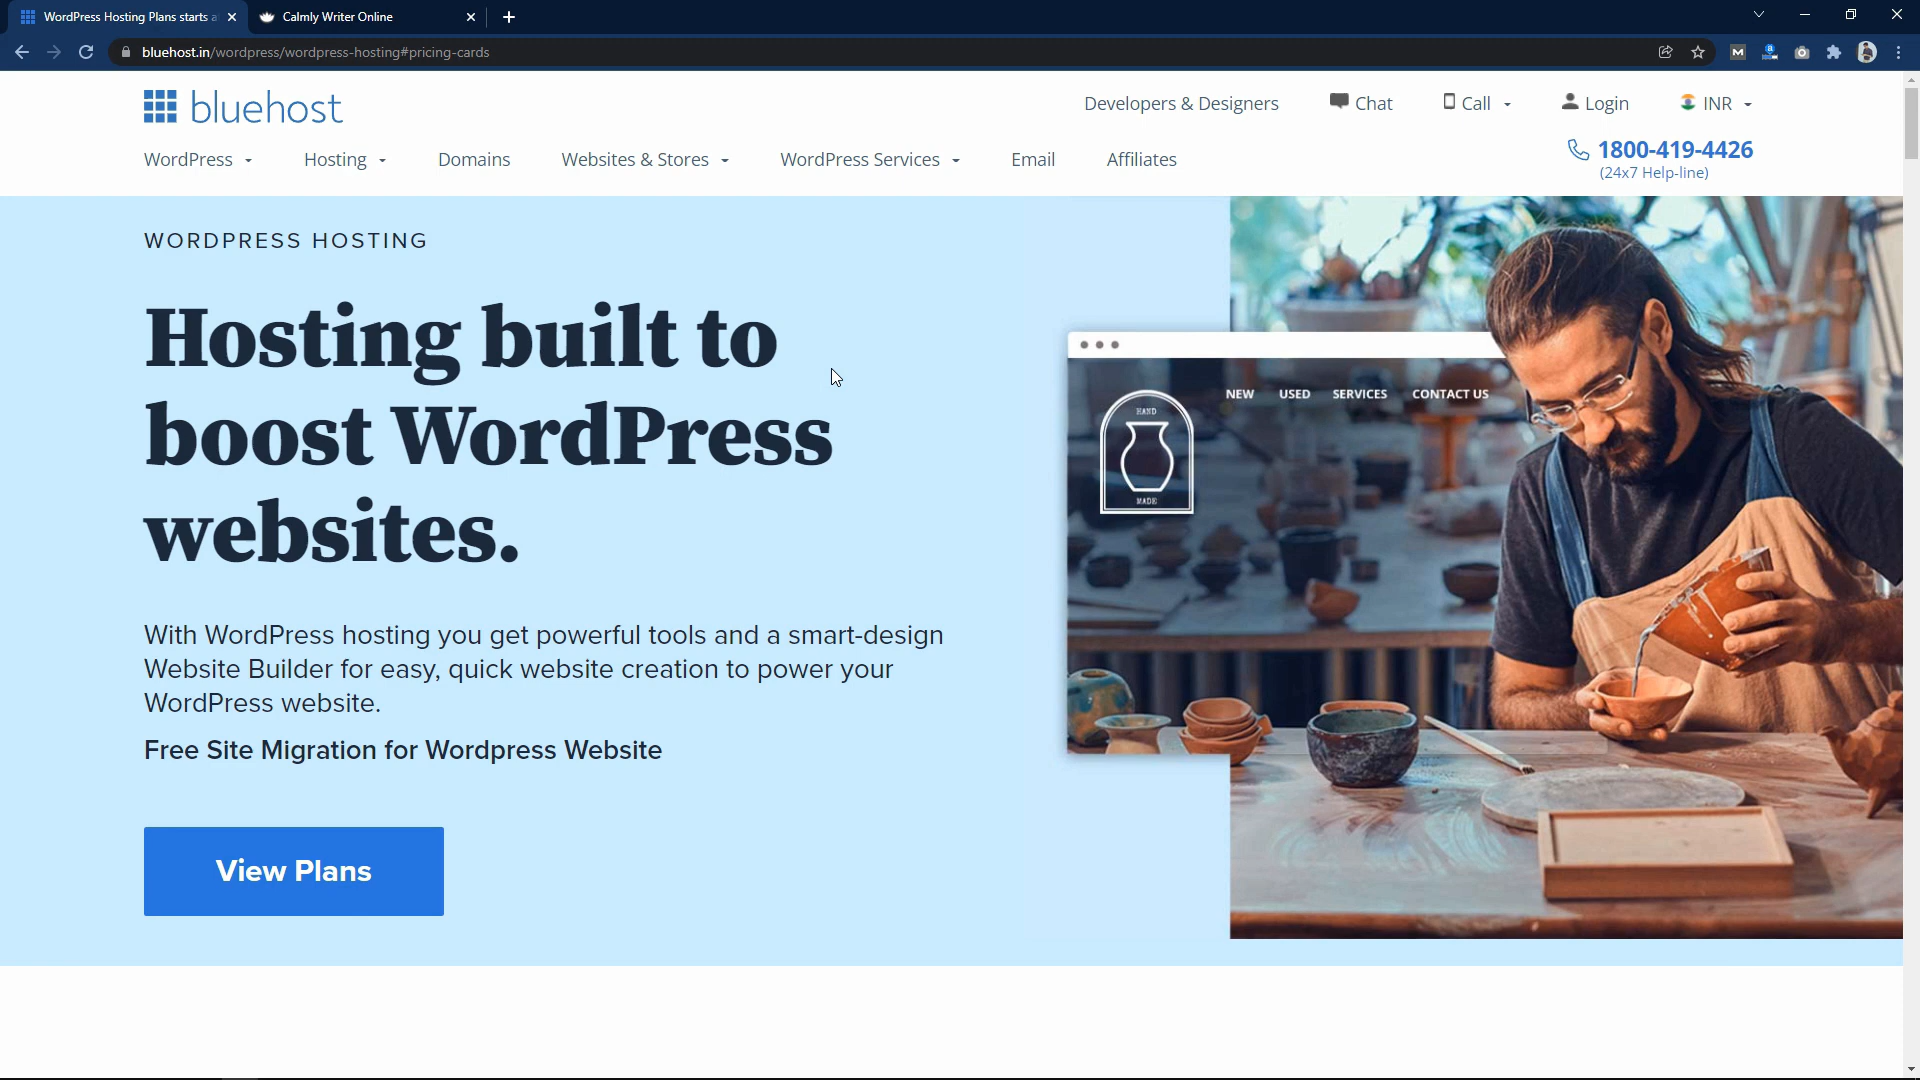 WordPress Hosting Plans starts a
Calmly Writer Online
bluehost.in/wordpress/wordpress-hosting#pricing-cards
bluehost
Developers & Designers
Chat
Call
Login
INR
WordPress
Hosting
Domains
Websites & Stores
WordPress Services
Email
Affiliates
1800-419-4426
(24x7 Help-line)
WORDPRESS HOSTING
Hosting built to
boost WordPress
websites.
With WordPress hosting you get powerful tools and a smart-design
Website Builder for easy, quick website creation to power your
WordPress website.
Free Site Migration for Wordpress Website
View Plans
NEW USED SERVICES CONTACT US
HAND
MADE